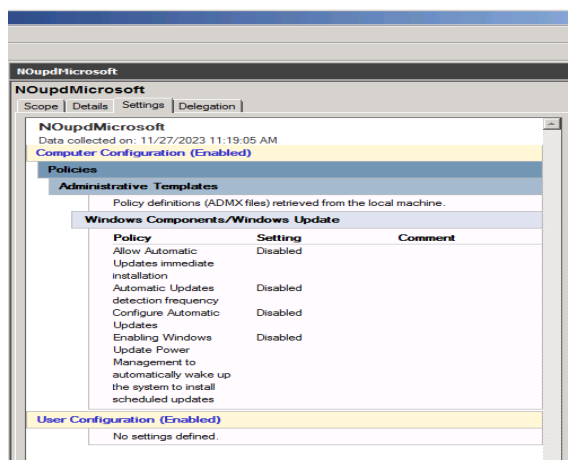 NOupdMicrosoft
NOupdMicrosoft
Scope Details Settings Delegation
NOupdMicrosoft
Data collected on: 11/27/2023 11:19:05 AM
Computer Configuration (Enabled)
Policies
Administrative Templates
Policy definitions (ADMX files) retrieved from the local machine.
Windows Components/Windows Update
Policy Setting Comment
Allow Automatic Disabled
Updates immediate
installation
Automatic Updates Disabled
detection frequency
Configure Automatic Disabled
Updates
Enabling Windows Disabled
Update Power
Management to
automatically wake up
the system to install
scheduled updates
User Configuration (Enabled)
No settings defined.